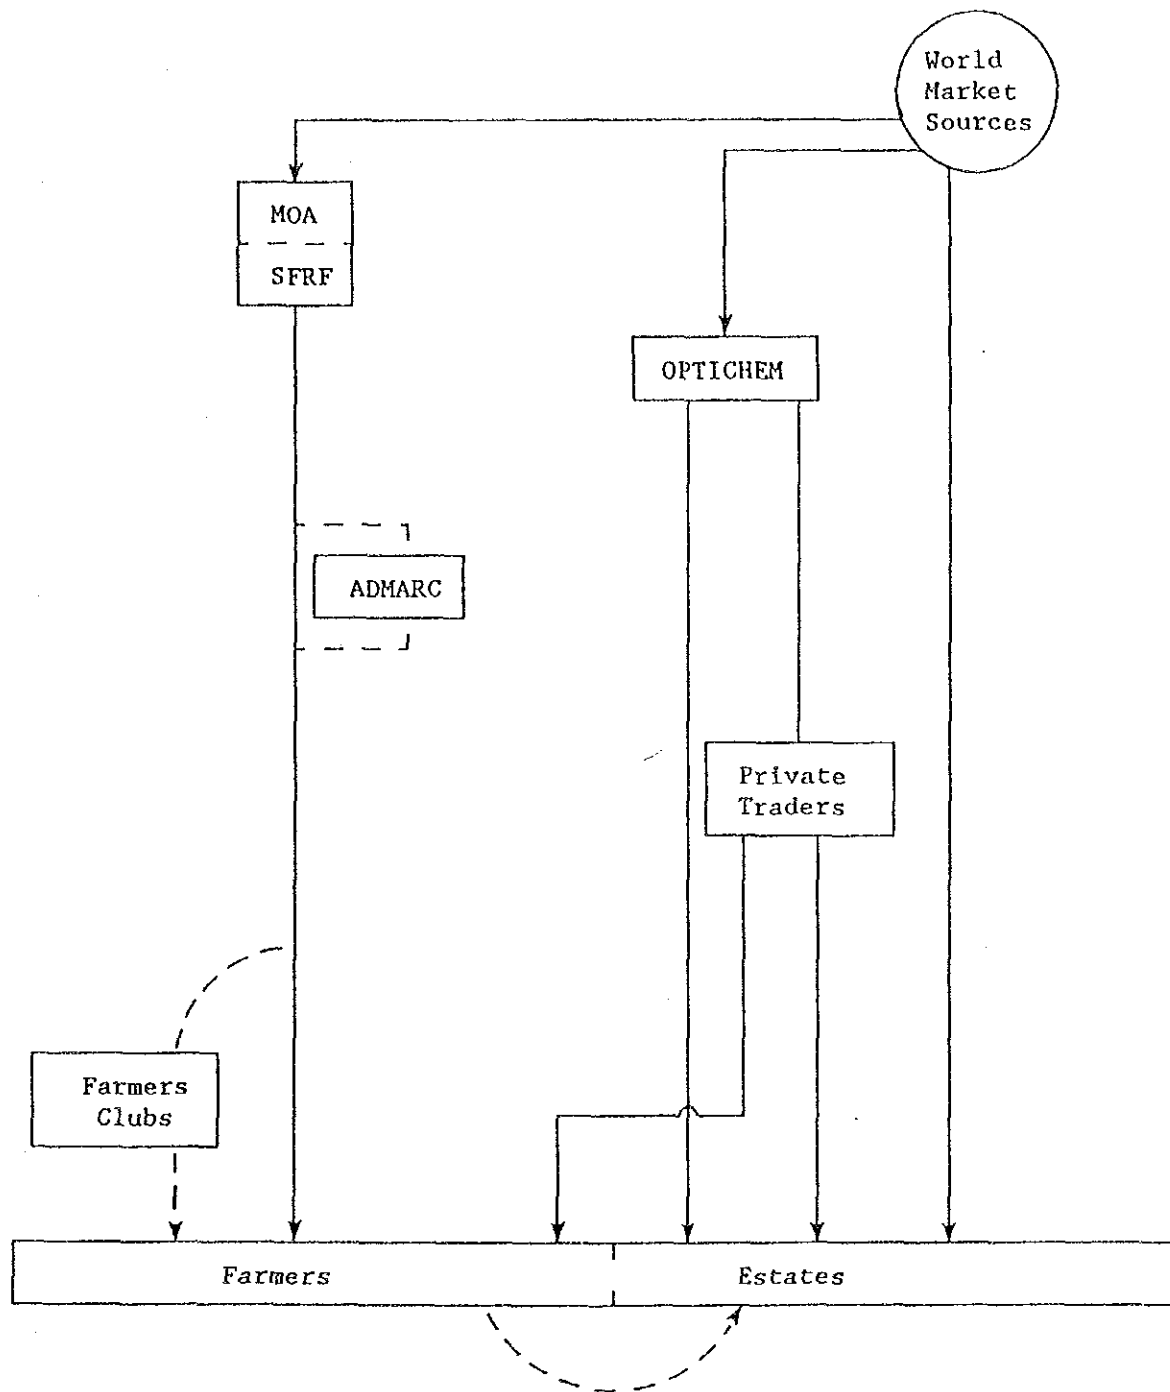 World
Market
Sources
MOA
SFRF
OPTICHEM
ADMARC
Private
Traders
Farmers
Clubs
Farmers
Estates